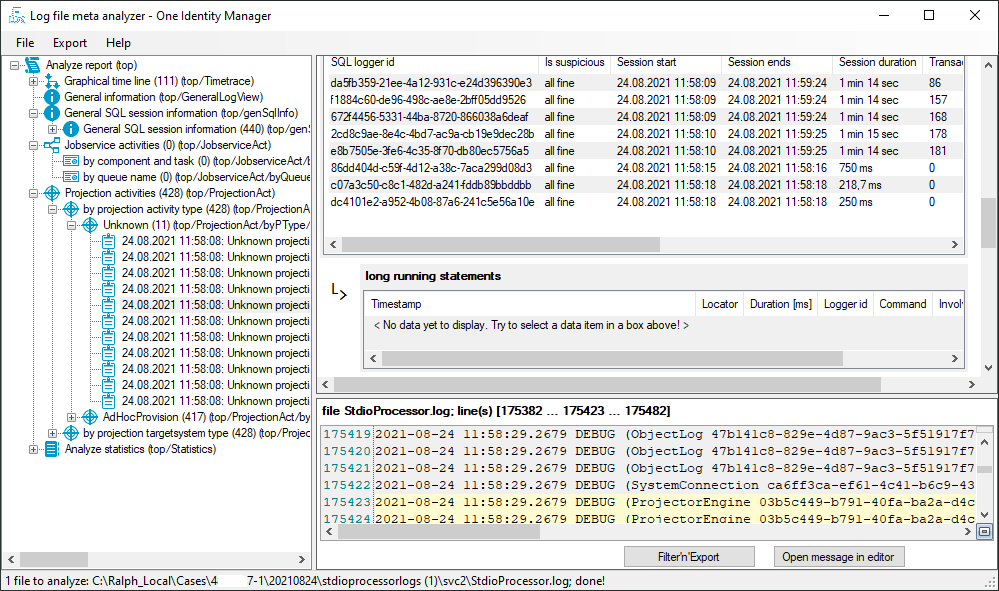 Log file meta analyzer - One Identity Manager
File Export Help
Analyze report (top)
Graphical time line (111) (top/Timetrace)
General information (top/GeneralLogView)
General SQL session information (top/genSqlInfo)
General SQL session information (440) (top/genS
Jobservice activities (0) (top/JobserviceAct)
by component and task (0) (top/JobserviceAct/b
by queue name (0) (top/JobserviceAct/byQueue
Projection activities (428) (top/ProjectionAct)
by projection activity type (428) (top/ProjectionA
Unknown (11) (top/ProjectionAct/byPType/
24.08.2021 11:58:08: Unknown projecti
24.08.2021 11:58:08: Unknown projecti
24.08.2021 11:58:08: Unknown projecti
24.08.2021 11:58:08: Unknown projecti
24.08.2021 11:58:08: Unknown projecti
24.08.2021 11:58:08: Unknown projecti
24.08.2021 11:58:08: Unknown projecti
24.08.2021 11:58:08: Unknown projecti
24.08.2021 11:58:08: Unknown projecti
24.08.2021 11:58:08: Unknown projecti
24.08.2021 11:58:08: Unknown projecti
AdHocProvision (417) (top/ProjectionAct/by
by projection targetsystem type (428) (top/Projec
Analyze statistics (top/Statistics)
SQL logger id Is suspicious Session start Session ends Session duration Transac
da5fb359-21ee-4a12-931c-e24d396390e3 all fine 24.08.2021 11:58:09 24.08.2021 11:59:24 1 min 14 sec 86
f1884c60-de96-498c-ae8e-2bff05dd9526 all fine 24.08.2021 11:58:09 24.08.2021 11:59:24 1 min 14 sec 157
672f4456-5331-44ba-8720-866038a6deaf all fine 24.08.2021 11:58:09 24.08.2021 11:59:24 1 min 14 sec 168
2cd8c9ae-8e4c-4bd7-ac9a-cb19e9dec28b all fine 24.08.2021 11:58:10 24.08.2021 11:59:25 1 min 15 sec 178
e8b7505e-3fe6-4c35-8f70-db80ec5756a5 all fine 24.08.2021 11:58:10 24.08.2021 11:59:25 1 min 14 sec 181
86dd404d-c59f-4d12-a38c-7aca299d08d3 all fine 24.08.2021 11:58:15 24.08.2021 11:58:16 750 ms 0
c07a3c50-c8c1-482d-a241-fddb89bbddbb all fine 24.08.2021 11:58:18 24.08.2021 11:58:18 218,7 ms 0
dc4101e2-a952-4b08-87a6-241c5e56a10e all fine 24.08.2021 11:58:18 24.08.2021 11:58:18 250 ms 0
long running statements
Timestamp Locator Duration [ms] Logger id Command Involv
< No data yet to display. Try to select a data item in a box above! >
file StdioProcessor.log; line(s) [175382 ... 175423 ... 175482]
175419 2021-08-24 11:58:29.2679 DEBUG (ObjectLog 47b141c8-829e-4d87-9ac3-5f51917f7
175420 2021-08-24 11:58:29.2679 DEBUG (ObjectLog 47b141c8-829e-4d87-9ac3-5f51917f7
175421 2021-08-24 11:58:29.2679 DEBUG (ObjectLog 47b141c8-829e-4d87-9ac3-5f51917f7
175422 2021-08-24 11:58:29.2679 DEBUG (SystemConnection ca6ff3ca-ef61-4c41-b6c9-43
175423 2021-08-24 11:58:29.2679 DEBUG (ProjectorEngine 03b5c449-b791-40fa-ba2a-d4c
175424 2021-08-24 11:58:29.2679 DEBUG (ProjectorEngine 03b5c449-b791-40fa-ba2a-d4c
Filter'n'Export Open message in editor
1 file to analyze: C:\Ralph_Local\Cases\4 7-1\20210824\stdioprocessorlogs (1)\svc2\StdioProcessor.log; done!